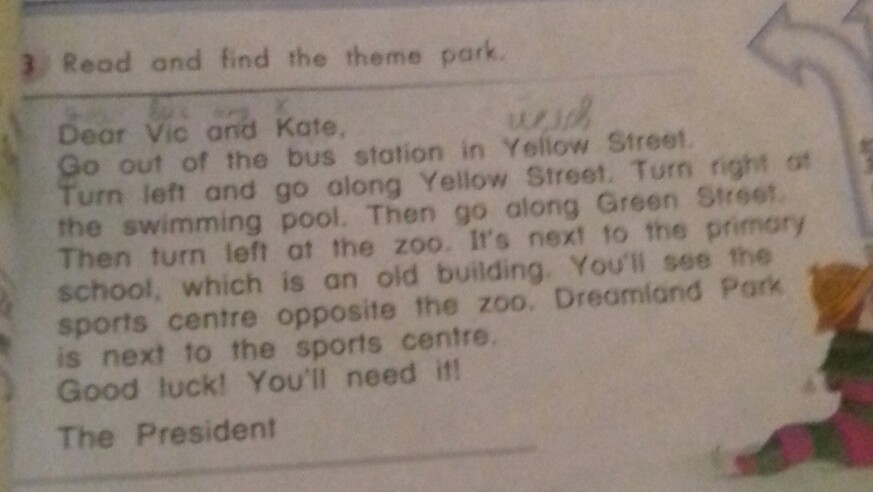 3 Read and find the theme park.
Dear Vic and Kate,
Go out of the bus station in Yellow Street.
Turn left and go along Yellow Street. Turn right at
the swimming pool. Then go along Green Street.
Then turn left at the zoo. It's next to the primary
school, which is an old building. You'll see the
sports centre opposite the zoo. Dreamland Park
is next to the sports centre.
Good luck! You'll need it!
The President